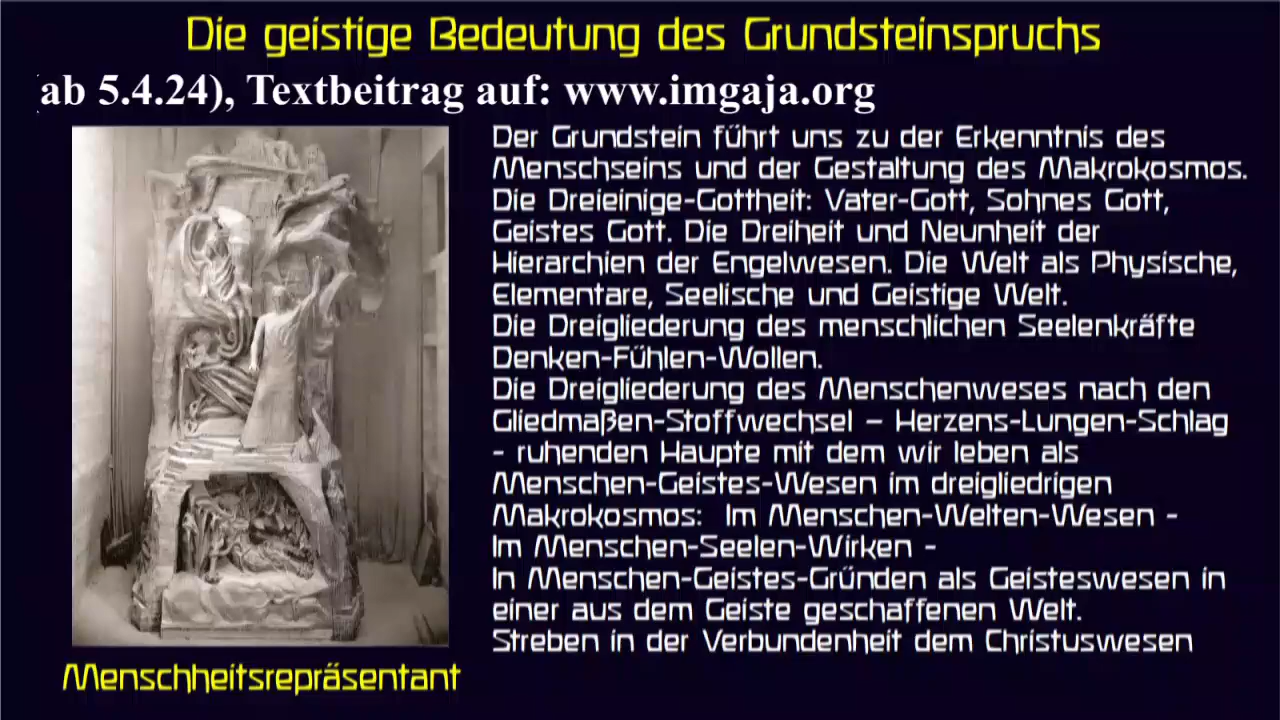 Die geistige Bedeutung des Grundsteinspruchs
ab 5.4.24), Textbeitrag auf: www.imgaja.org
Der Grundstein führt uns zu der Erkenntnis des
Menschseins und der Gestaltung des Makrokosmos.
Die Dreieinige-Gottheit: Vater-Gott, Sohnes Gott,
Geistes Gott. Die Dreiheit und Neunheit der
Hierarchien der Engelwesen. Die Welt als Physische,
Elementare, Seelische und Geistige Welt.
Die Dreigliederung des menschlichen Seelenkräfte
Denken-Fühlen-Wollen.
Die Dreigliederung des Menschenweses nach den
Gliedmaßen-Stoffwechsel – Herzens-Lungen-Schlag
- ruhenden Haupte mit dem wir leben als
Menschen-Geistes-Wesen im dreigliedrigen
Makrokosmos: Im Menschen-Welten-Wesen -
Im Menschen-Seelen-Wirken -
In Menschen-Geistes-Gründen als Geisteswesen in
einer aus dem Geiste geschaffenen Welt.
Streben in der Verbundenheit dem Christuswesen
Menschheitsrepräsentant